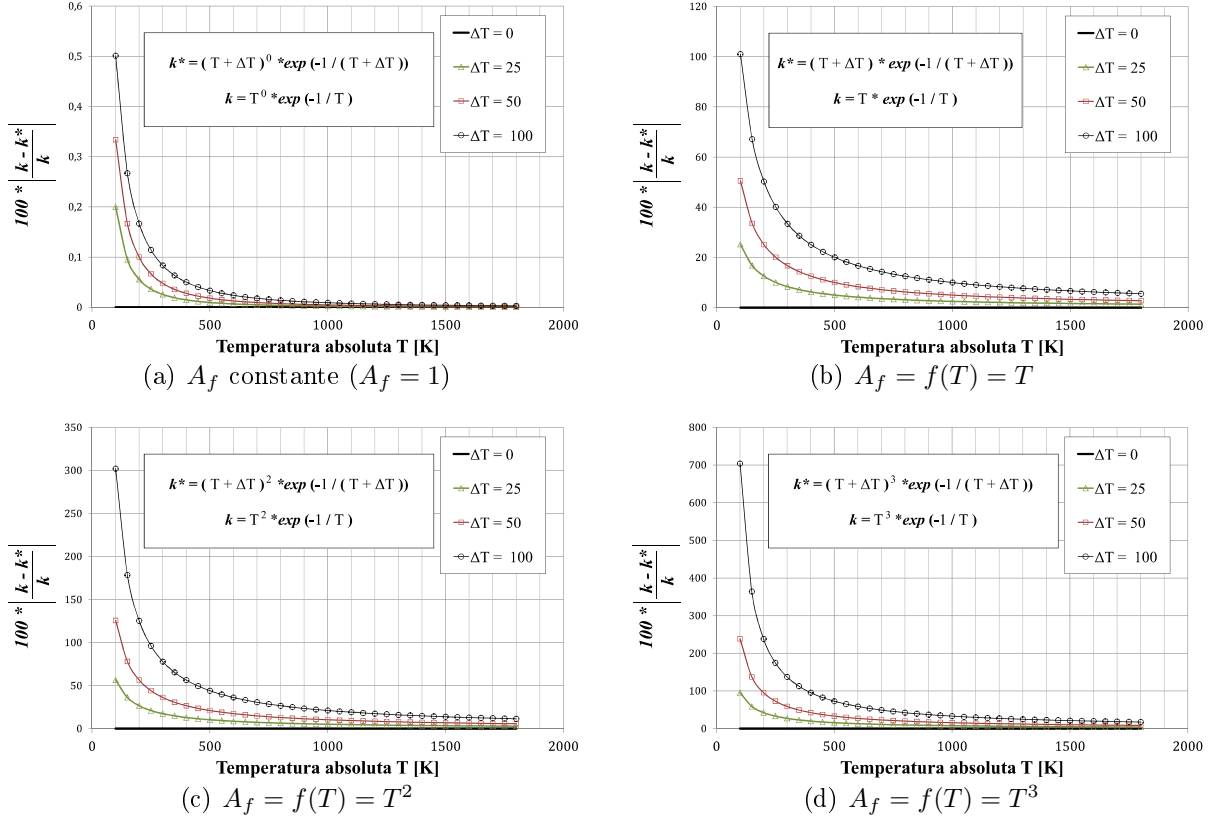 0,6
0,5
0,4
0,3
0,2
0,1
0
0 500 1000 1500 2000
100 * | k - k* / k |
k* = ( T + ΔT )^0 *exp (-1 / ( T + ΔT ))
k = T^0 *exp (-1 / T )
ΔT = 0
ΔT = 25
ΔT = 50
ΔT = 100
Temperatura absoluta T [K]
(a) A_f constante (A_f = 1)
120
100
80
60
40
20
0
0 500 1000 1500 2000
100 * | k - k* / k |
k* = ( T + ΔT ) * exp (-1 / ( T + ΔT ))
k = T * exp (-1 / T )
ΔT = 0
ΔT = 25
ΔT = 50
ΔT = 100
Temperatura absoluta T [K]
(b) A_f = f(T) = T
350
300
250
200
150
100
50
0
0 500 1000 1500 2000
100 * | k - k* / k |
k* = ( T + ΔT )^2 *exp (-1 / ( T + ΔT ))
k = T^2 *exp (-1 / T )
ΔT = 0
ΔT = 25
ΔT = 50
ΔT = 100
Temperatura absoluta T [K]
(c) A_f = f(T) = T^2
800
700
600
500
400
300
200
100
0
0 500 1000 1500 2000
100 * | k - k* / k |
k* = ( T + ΔT )^3 *exp (-1 / ( T + ΔT ))
k = T^3 *exp (-1 / T )
ΔT = 0
ΔT = 25
ΔT = 50
ΔT = 100
Temperatura absoluta T [K]
(d) A_f = f(T) = T^3